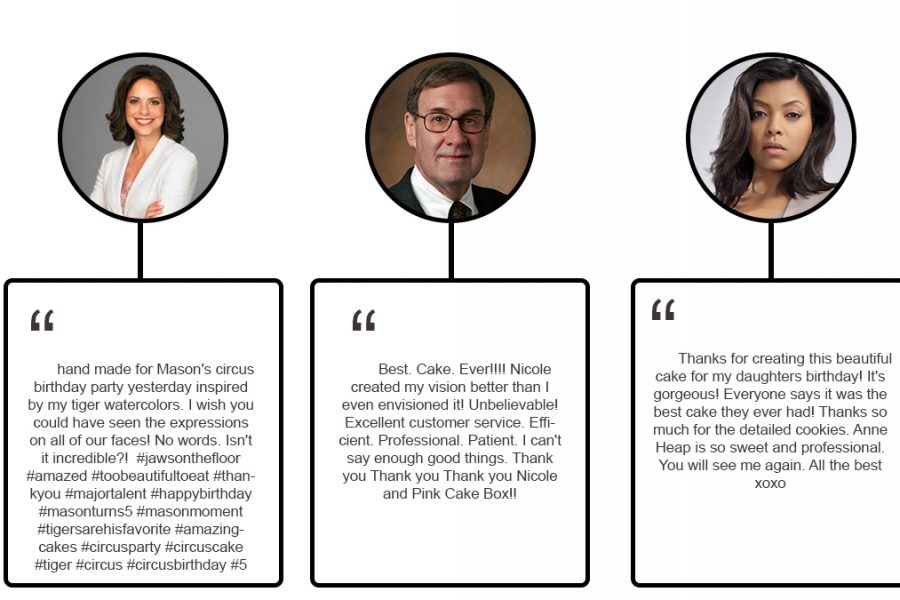 “
hand made for Mason's circus
birthday party yesterday inspired
by my tiger watercolors. I wish you
could have seen the expressions
on all of our faces! No words. Isn't
it incredible?! #jawsonthefloor
#amazed #toobeautifultoeat #than-
kyou #majortalent #happybirthday
#masonturns5 #masonmoment
#tigersarehisfavorite #amazing-
cakes #circusparty #circuscake
#tiger #circus #circusbirthday #5
“
Best. Cake. Ever!!!! Nicole
created my vision better than I
even envisioned it! Unbelievable!
Excellent customer service. Effi-
cient. Professional. Patient. I can't
say enough good things. Thank
you Thank you Thank you Nicole
and Pink Cake Box!!
“
Thanks for creating this beautiful
cake for my daughters birthday! It's
gorgeous! Everyone says it was the
best cake they ever had! Thanks so
much for the detailed cookies. Anne
Heap is so sweet and professional.
You will see me again. All the best
xoxo